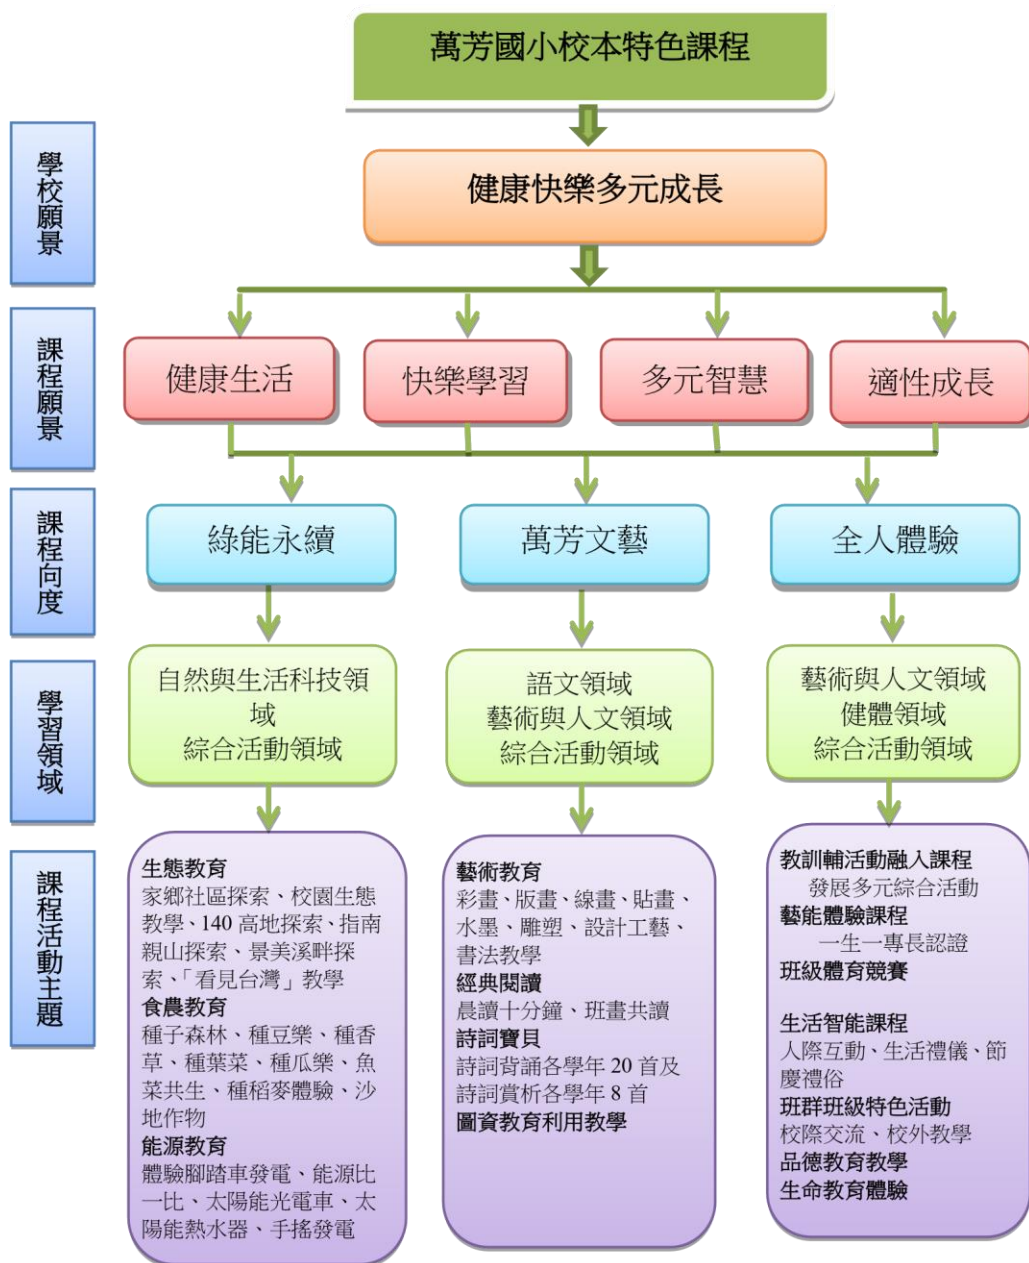 萬芳國小校本特色課程
學校願景
健康快樂多元成長
課程願景
健康生活
快樂學習
多元智慧
適性成長
課程向度
綠能永續
萬芳文藝
全人體驗
學習領域
自然與生活科技領
域
綜合活動領域
語文領域
藝術與人文領域
綜合活動領域
藝術與人文領域
健體領域
綜合活動領域
課程活動主題
生態教育
家鄉社區探索、校園生態
教學、140 高地探索、指南
親山探索、景美溪畔探
索、「看見台灣」教學
食農教育
種子森林、種豆樂、種香
草、種葉菜、種瓜樂、魚
菜共生、種稻麥體驗、沙
地作物
能源教育
體驗腳踏車發電、能源比
一比、太陽能光電車、太
陽能熱水器、手搖發電
藝術教育
彩畫、版畫、線畫、貼畫、
水墨、雕塑、設計工藝、
書法教學
經典閱讀
晨讀十分鐘、班畫共讀
詩詞寶貝
詩詞背誦各學年 20 首及
詩詞賞析各學年 8 首
圖資教育利用教學
教訓輔活動融入課程
發展多元綜合活動
藝能體驗課程
一生一專長認證
班級體育競賽
生活智能課程
人際互動、生活禮儀、節
慶禮俗
班群班級特色活動
校際交流、校外教學
品德教育教學
生命教育體驗